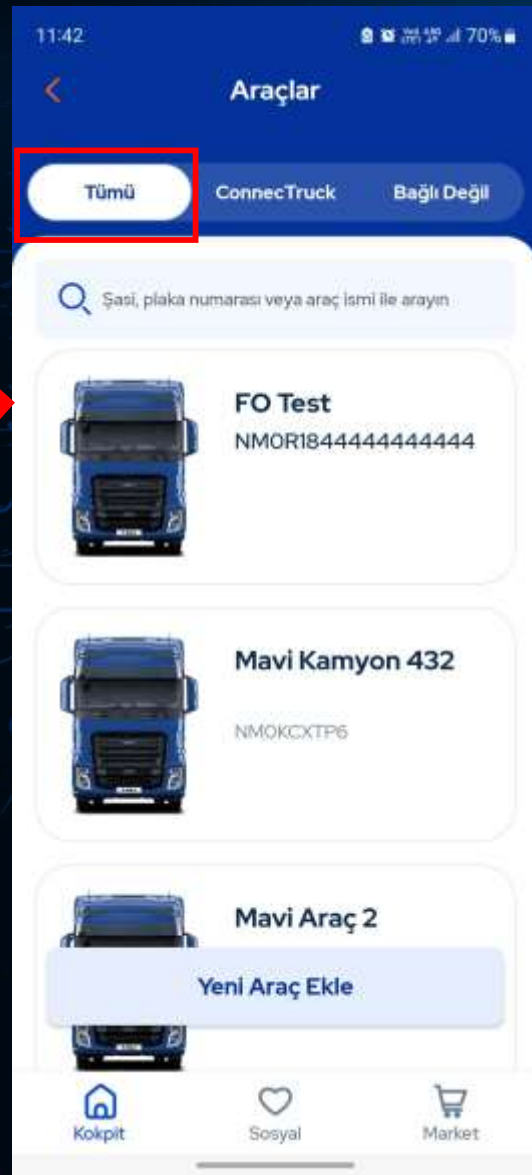 11:42
70%
Araçlar
Tümü
ConnecTruck
Bağlı Değil
Şasi, plaka numarası veya araç ismi ile arayın
FO Test
NM0R1844444444444
Mavi Kamyon 432
NM0KCXTP6
Mavi Araç 2
Yeni Araç Ekle
Kokpit
Sosyal
Market